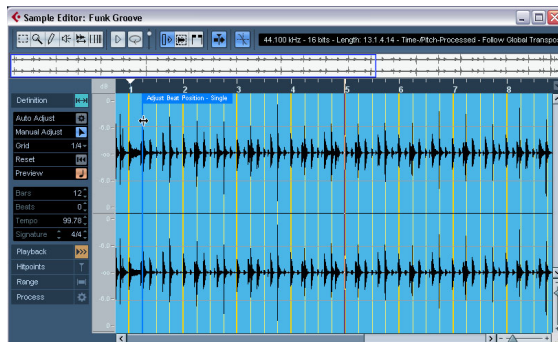 Sample Editor: Funk Groove
44.100 kHz - 16 bits - Length: 13.1.4.14 - Time-/Pitch-Processed - Follow Global Transpo
Definition
Auto Adjust
Manual Adjust
Grid 1/4
Reset
Preview
Bars 12
Beats 0
Tempo 99.78
Signature 4/4
Playback
Hitpoints
Range
Process
1 2 3 4 5 6 7 8
Adjust Beat Position - Single